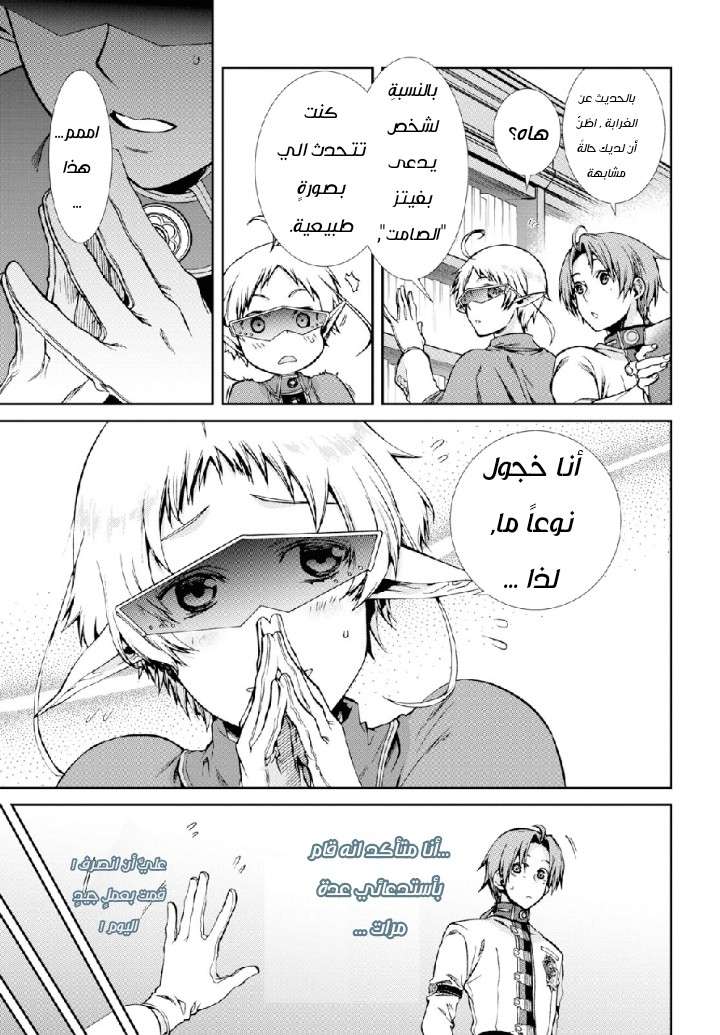 بالحديث عن
الغرابة , اظنّ
أن لديك حالةً
مشابهة
هاه؟
بالنسبةِ
لشخص
يدعى
بفيتز
"الصامت",
كنت
تتحدث الي
بصورةٍ
طبيعية.
اممم...
هذا
...
أنا خجول
نوعاً ما,
لذا ...
...أنا متأكد انه قام
بأستدعائي عدة
مرات ...
عليّ أن انصرف !
قمت بعملٍ جيدٍ
اليوم !